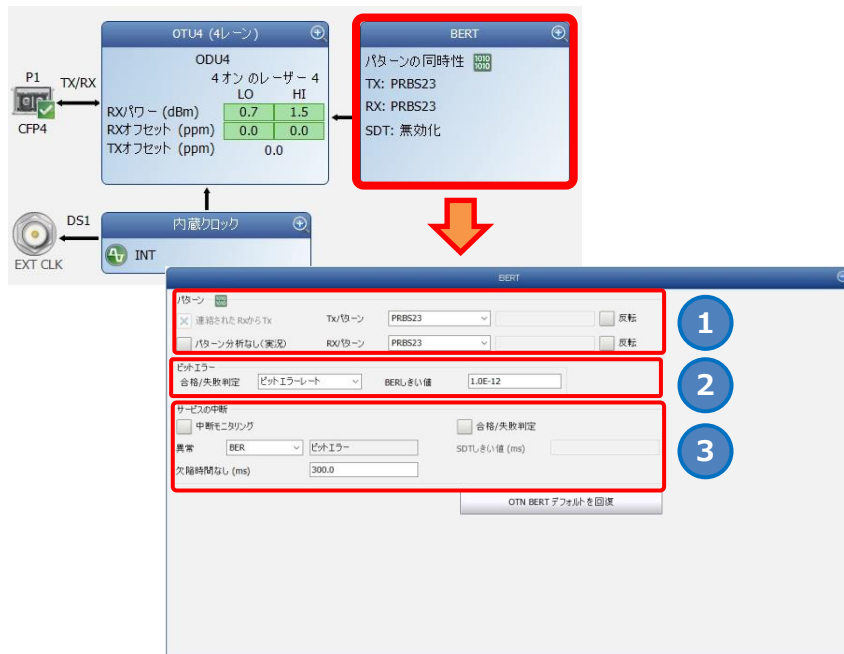 OTU4 (4レーン)
ODU4
4 オン のレーザー 4
LO HI
RXパワー (dBm) 0.7 1.5
RXオフセット (ppm) 0.0 0.0
TXオフセット (ppm) 0.0
P1
TX/RX
CFP4
BERT
パターンの同時性
TX: PRBS23
RX: PRBS23
SDT: 無効化
DS1
EXT CLK
内蔵クロック
INT
BERT
パターン
連結された RxからTx Txパターン PRBS23 反転
パターン分析なし(実況) RXパターン PRBS23 反転
1
ビットエラー
合格/失敗判定 ビットエラーレート BERしきい値 1.0E-12
2
サービスの中断
中断モニタリング 合格/失敗判定
異常 BER ビットエラー SDTしきい値 (ms)
欠陥時間なし (ms) 300.0
3
OTN BERT デフォルトを回復